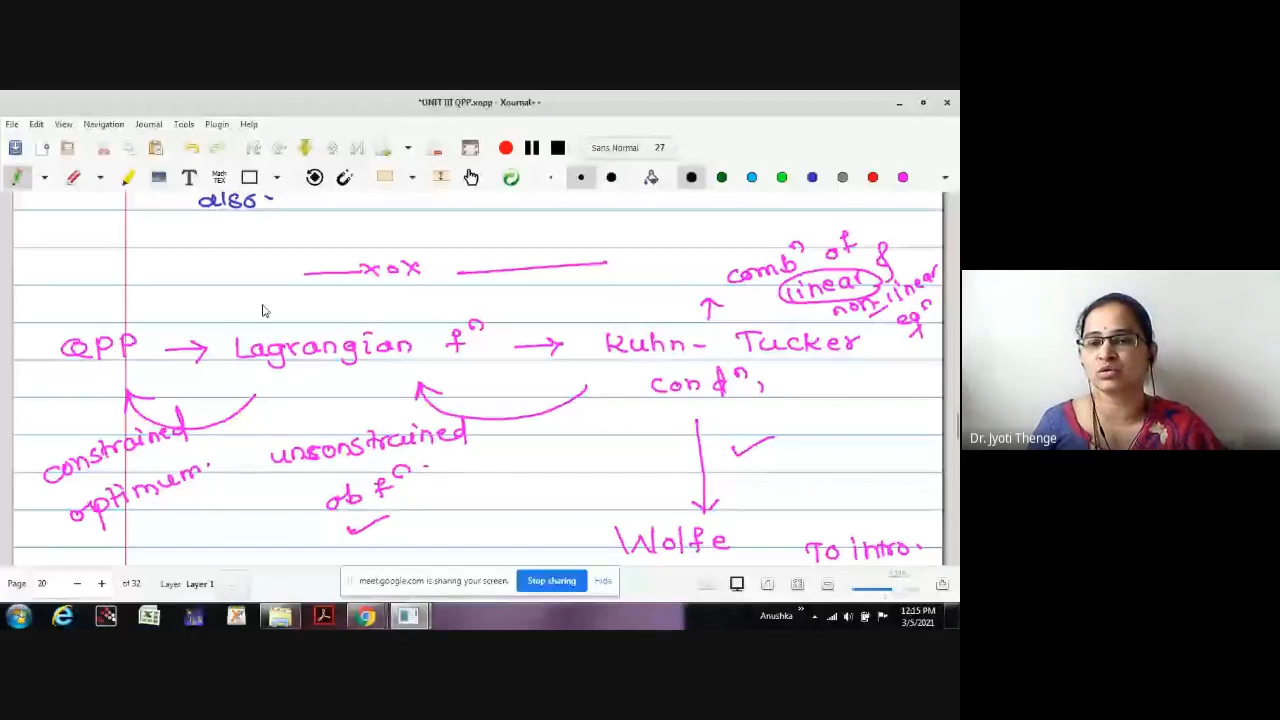 *UNIT III QPP.xopp - Xournal++
File Edit View Navigation Journal Tools Plugin Help
Sans Normal 27
also
x o x
combⁿ of
linear &
non-linear
eqⁿ
QPP → Lagrangian fⁿ → Kuhn-Tucker
condⁿ,
constrained
optimum.
unconstrained
ob fⁿ.
Wolfe
To intro.
Page 20 of 32 Layer Layer 1
meet.google.com is sharing your screen. Stop sharing Hide
Anushka
12:15 PM
3/5/2021
Dr. Jyoti Thenge